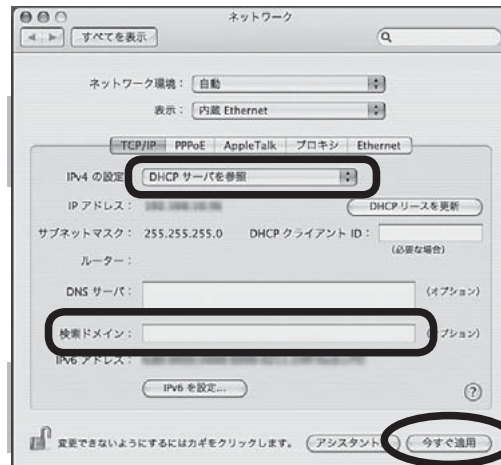 ネットワーク
すべてを表示
ネットワーク環境： 自動
表示： 内蔵 Ethernet
TCP/IP PPPoE AppleTalk プロキシ Ethernet
IPv4 の設定 DHCP サーバを参照
IP アドレス： DHCP リースを更新
サブネットマスク： 255.255.255.0 DHCP クライアント ID：
(必要な場合)
ルーター：
DNS サーバ： (オプション)
検索ドメイン： プション)
IPv6 アドレス：
IPv6 を設定...
?
変更できないようにするにはカギをクリックします。 アシスタント 今すぐ適用